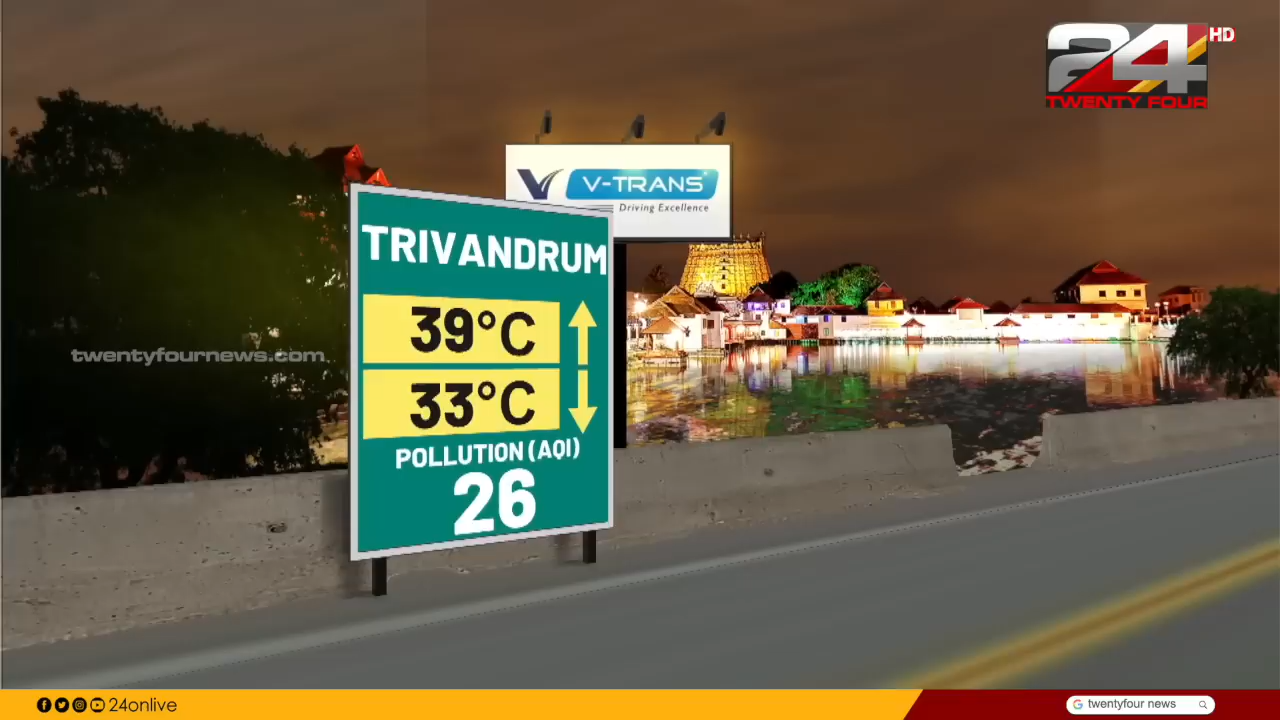 24 HD
TWENTY FOUR
V-TRANS
Driving Excellence
TRIVANDRUM
39°C
33°C
POLLUTION (AQI)
26
twentyfournews.com
24onlive
twentyfour news